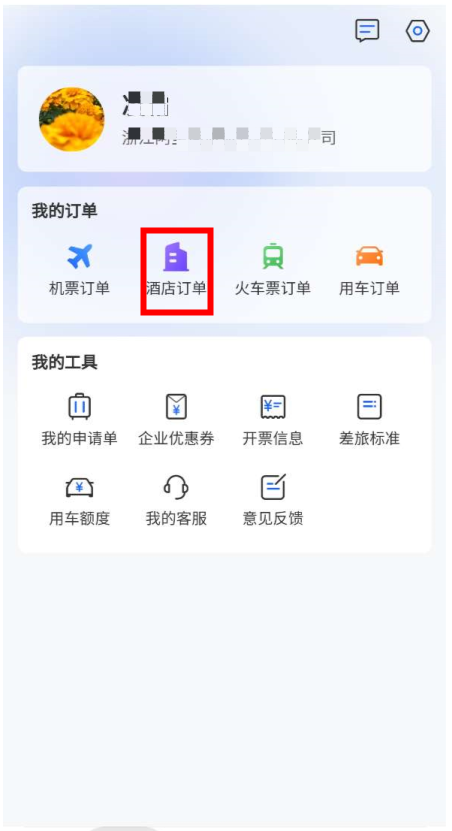 我的订单
机票订单 酒店订单 火车票订单 用车订单
我的工具
我的申请单 企业优惠券 开票信息 差旅标准
用车额度 我的客服 意见反馈